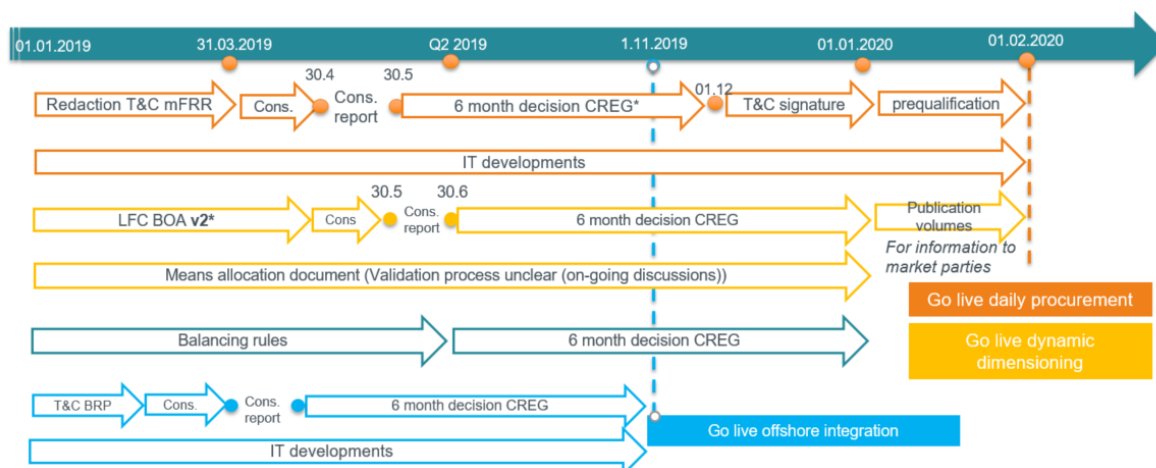 01.01.2019
31.03.2019
Q2 2019
1.11.2019
01.01.2020
01.02.2020
30.4
30.5
Redaction T&C mFRR
Cons.
Cons.
report
6 month decision CREG*
01.12
T&C signature
prequalification
IT developments
30.5
30.6
LFC BOA v2*
Cons
Cons.
report
6 month decision CREG
Publication
volumes
For information to
market parties
Means allocation document (Validation process unclear (on-going discussions))
Go live daily procurement
Balancing rules
6 month decision CREG
Go live dynamic
dimensioning
T&C BRP
Cons.
Cons.
report
6 month decision CREG
Go live offshore integration
IT developments